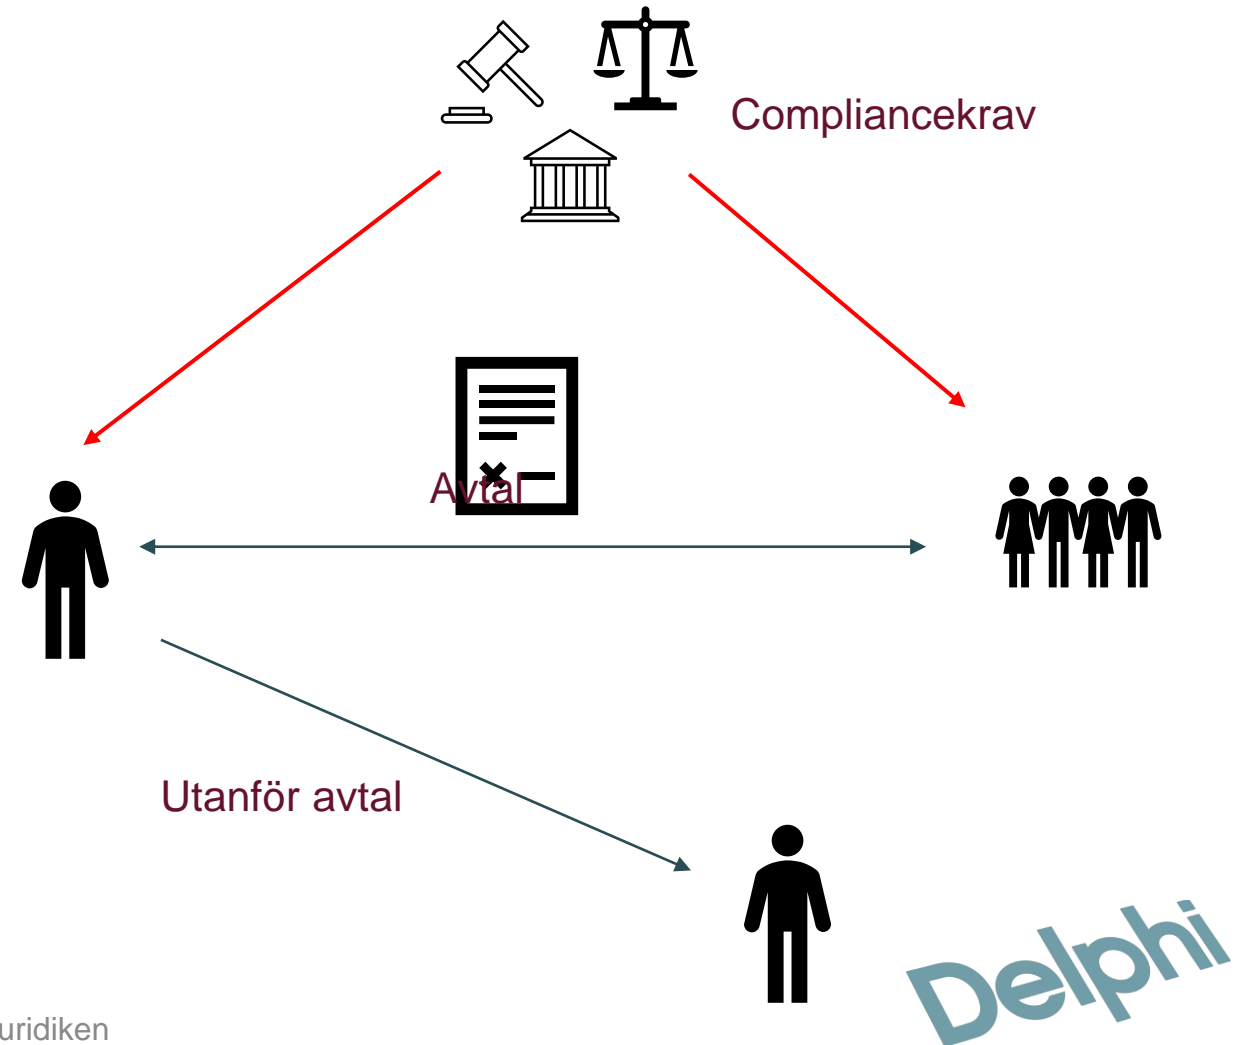 Compliancekrav
Avtal
Utanför avtal
Delphi
uridiken